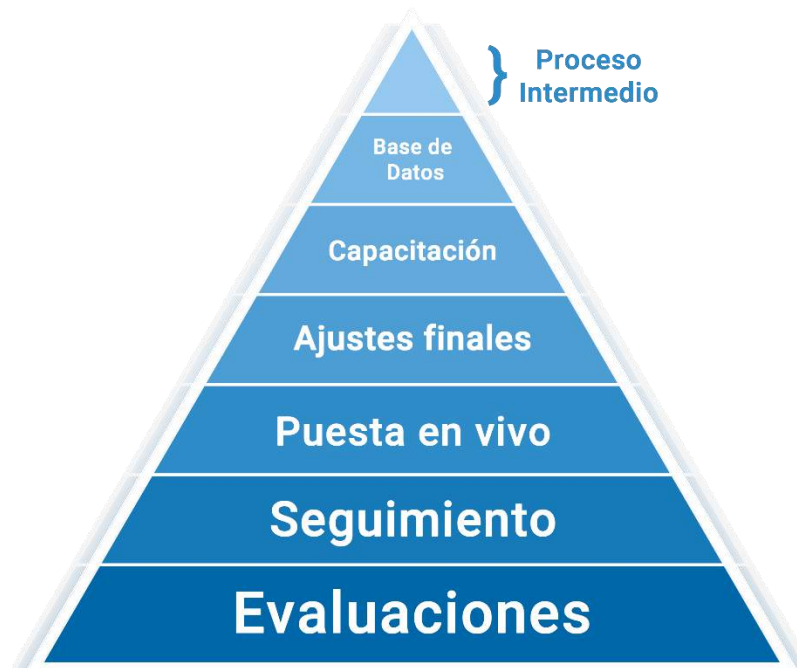 Proceso
Intermedio
Base de
Datos
Capacitación
Ajustes finales
Puesta en vivo
Seguimiento
Evaluaciones